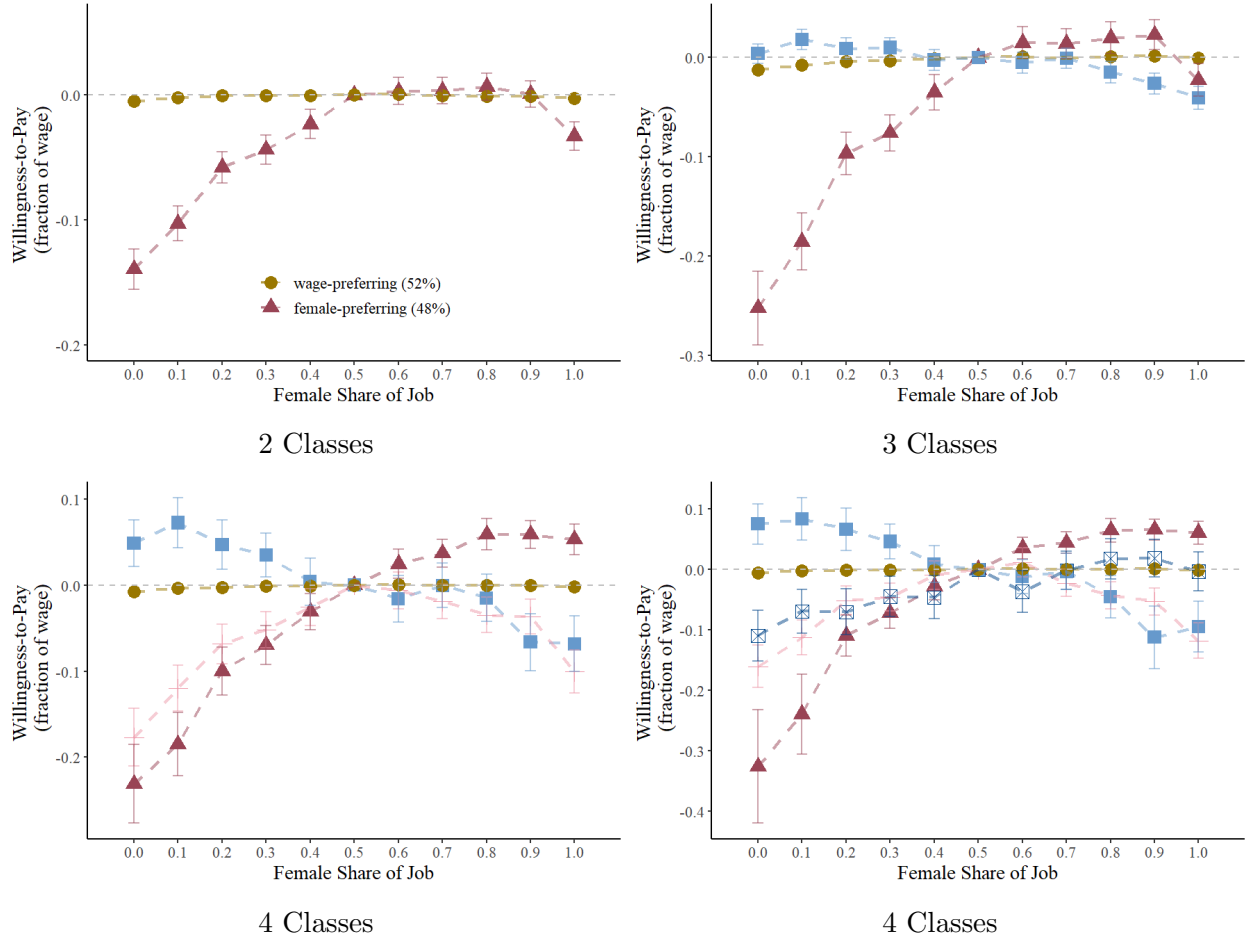 0.0
-0.1
-0.2
Willingness-to-Pay
(fraction of wage)
wage-preferring (52%)
female-preferring (48%)
0.0 0.1 0.2 0.3 0.4 0.5 0.6 0.7 0.8 0.9 1.0
Female Share of Job
2 Classes
0.0
-0.1
-0.2
-0.3
Willingness-to-Pay
(fraction of wage)
0.0 0.1 0.2 0.3 0.4 0.5 0.6 0.7 0.8 0.9 1.0
Female Share of Job
3 Classes
0.1
0.0
-0.1
-0.2
Willingness-to-Pay
(fraction of wage)
0.0 0.1 0.2 0.3 0.4 0.5 0.6 0.7 0.8 0.9 1.0
Female Share of Job
4 Classes
0.1
0.0
-0.1
-0.2
-0.3
-0.4
Willingness-to-Pay
(fraction of wage)
0.0 0.1 0.2 0.3 0.4 0.5 0.6 0.7 0.8 0.9 1.0
Female Share of Job
4 Classes